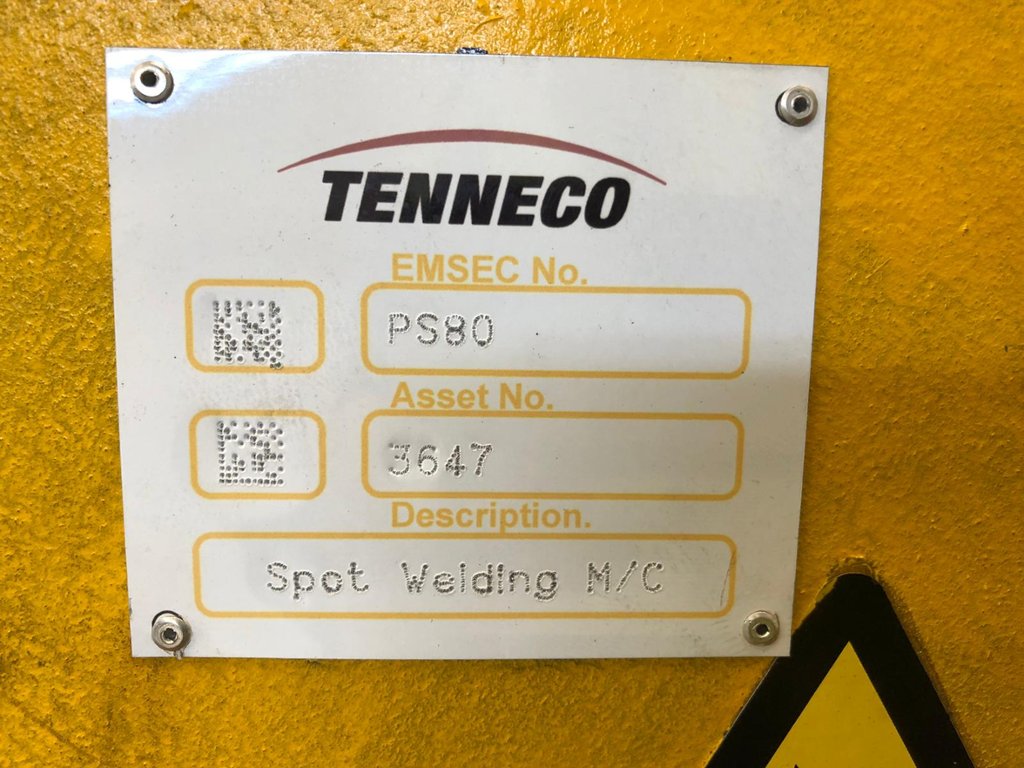 TENNECO
EMSEC No.
PS80
Asset No.
3647
Description.
Spot Welding M/C